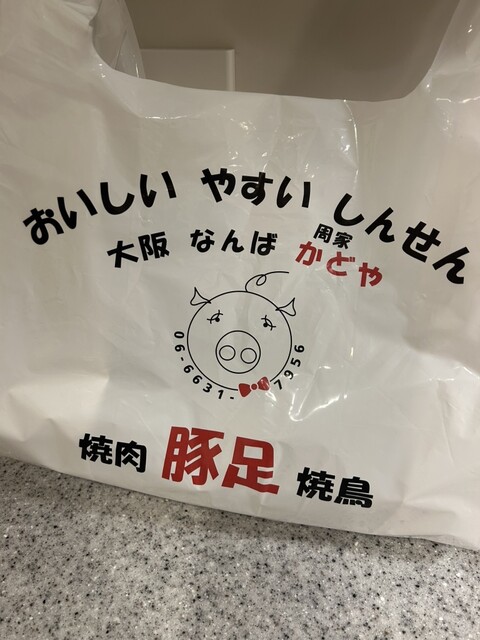 おいしい やすい しんせん
周家
大阪 なんば かどや
06-6631-7956
焼肉 豚足 焼鳥